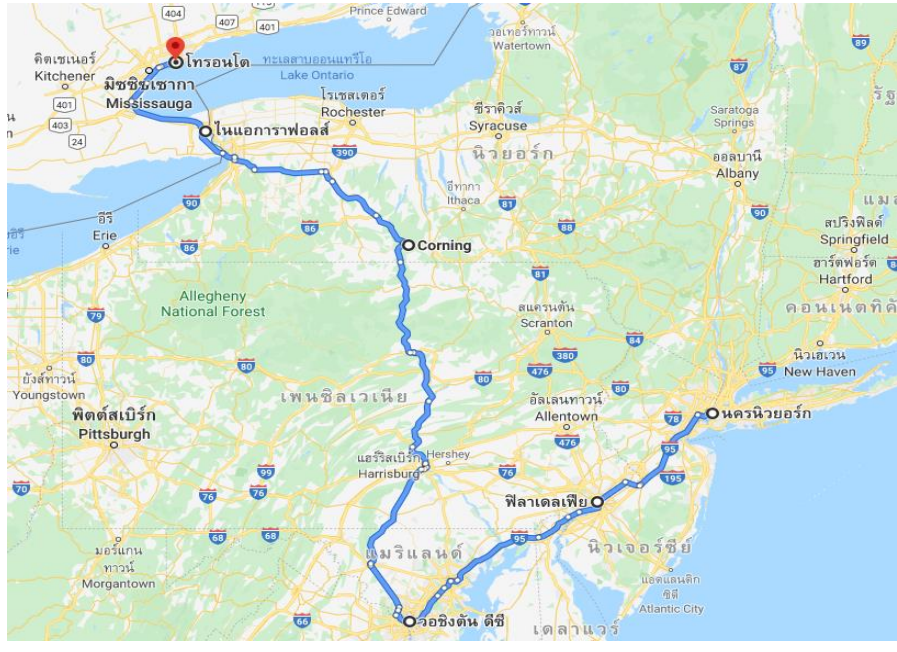 404
407
401
404
407
401
Prince Edward
วอเทอร์ทาวน์
Watertown
89
คิตเชเนอร์
Kitchener
โทรอนโต
ทะเลสาบออนแทรีโอ
Lake Ontario
87
มิซซิซเซากา
Mississauga
401
403
24
โรเชสเตอร์
Rochester
ซีราคิวส์
Syracuse
Saratoga
Springs
ไนแอการาฟอลส์
390
นิวยอร์ก
ออลบานี
Albany
อีทากา
Ithaca
90
81
90
อีรี
Erie
86
86
88
สปริงฟิลด์
Springfield
Corning
81
ฮาร์ตฟอร์ด
Hartford
Allegheny
National Forest
79
สแครนตัน
Scranton
คอนเนตทิคั
84
80
80
380
476
80
80
นิวเฮเวน
New Haven
95
ยังส์ทาวน์
Youngstown
เพนซิลเวเนีย
อัลเลนทาวน์
Allentown
78
นครนิวยอร์ก
พิตต์สเบิร์ก
Pittsburgh
476
95
แฮร์ริสเบิร์ก
Harrisburg
Hershey
76
195
70
99
76
76
ฟิลาเดลเฟีย
68
68
95
นิวเจอร์ซีย์
มอร์แกน
ทาวน์
Morgantown
แมริแลนด์
แอตแลนติก
ซิตี
Atlantic City
66
วอชิงตัน ดีซี
เดลาแวร์